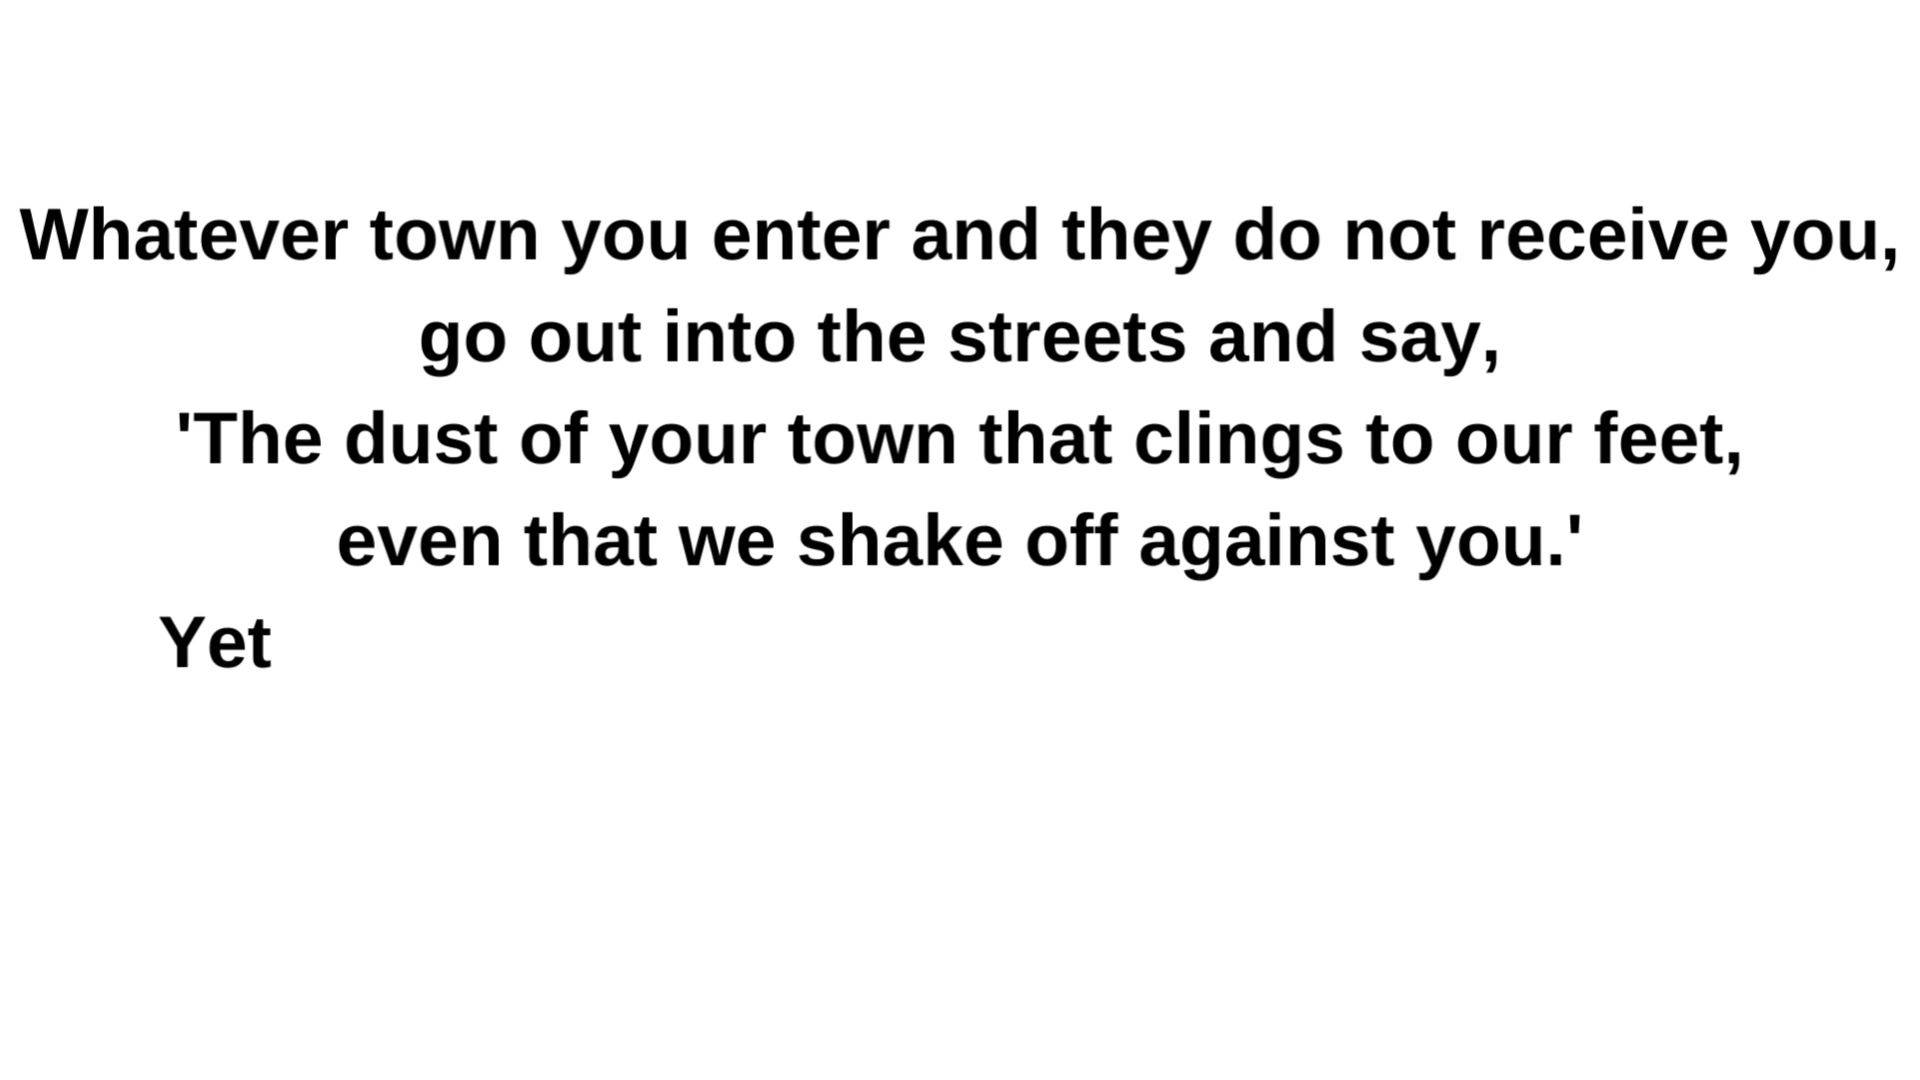 Whatever town you enter and they do not receive you,
go out into the streets and say,
'The dust of your town that clings to our feet,
even that we shake off against you.'
Yet